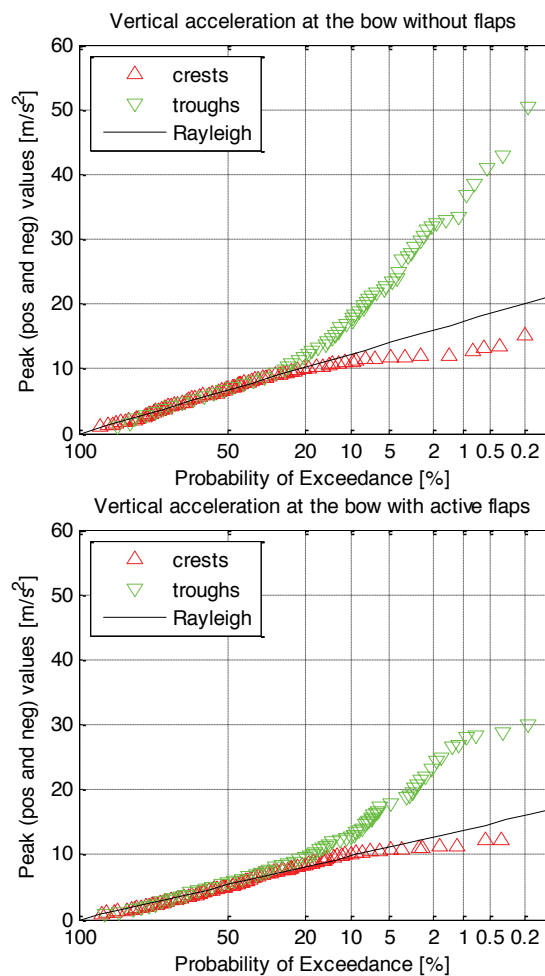 Vertical acceleration at the bow without flaps
60
50
40
30
20
10
0
Peak (pos and neg) values [m/s²]
crests
troughs
Rayleigh
100 50 20 10 5 2 1 0.5 0.2
Probability of Exceedance [%]
Vertical acceleration at the bow with active flaps
60
50
40
30
20
10
0
Peak (pos and neg) values [m/s²]
crests
troughs
Rayleigh
100 50 20 10 5 2 1 0.5 0.2
Probability of Exceedance [%]